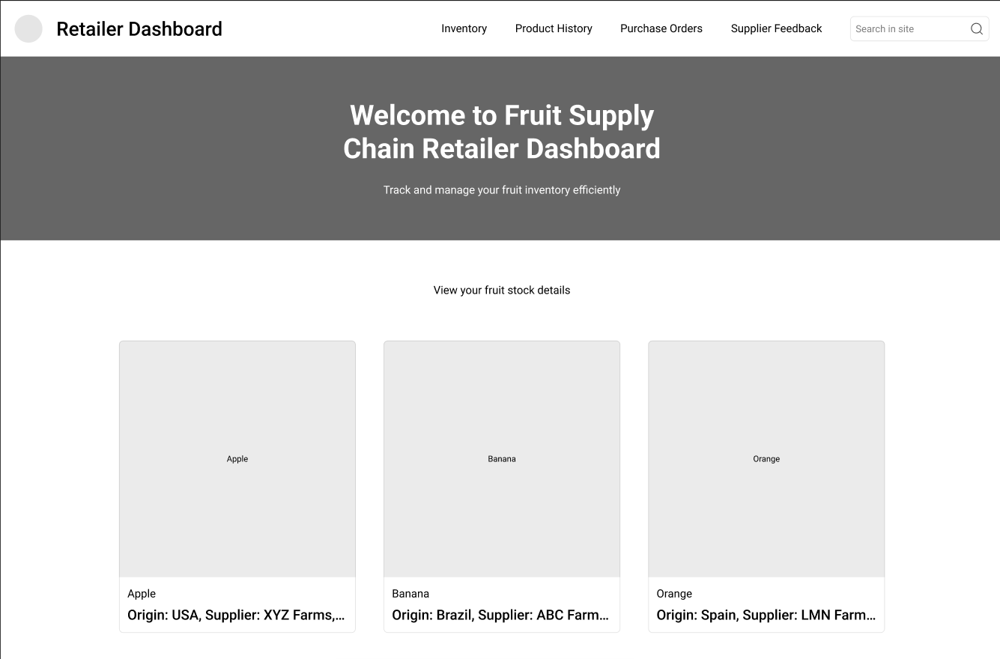 Retailer Dashboard
Inventory
Product History
Purchase Orders
Supplier Feedback
Search in site
Welcome to Fruit Supply
Chain Retailer Dashboard
Track and manage your fruit inventory efficiently
View your fruit stock details
Apple
Banana
Orange
Apple
Origin: USA, Supplier: XYZ Farms,...
Banana
Origin: Brazil, Supplier: ABC Farm...
Orange
Origin: Spain, Supplier: LMN Farm...